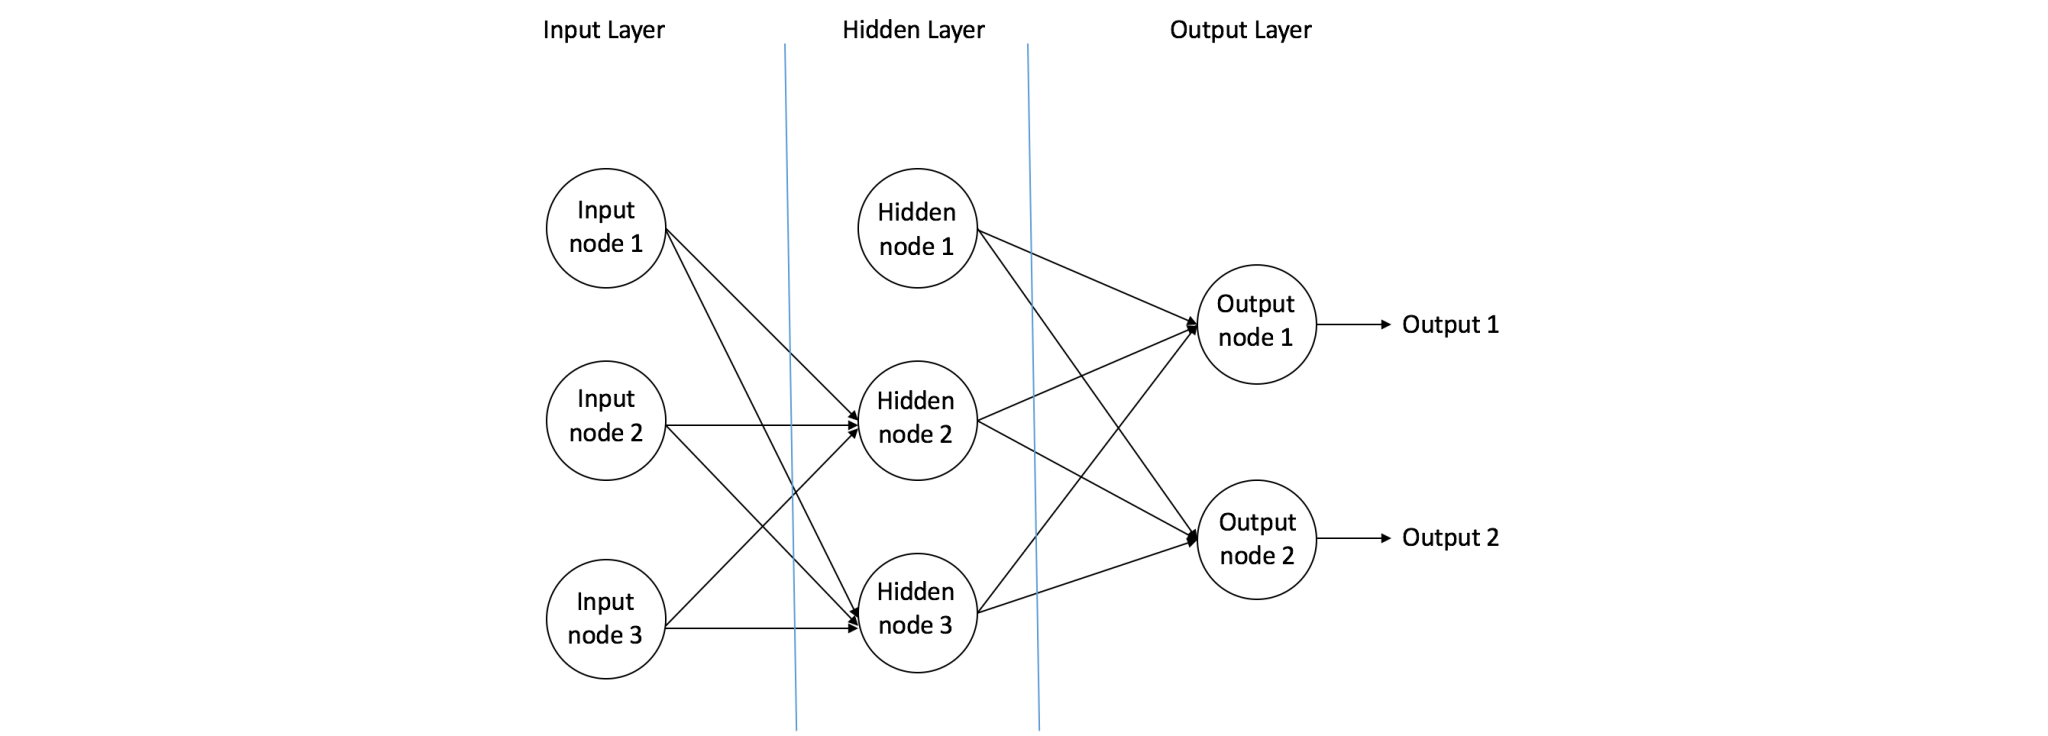 Input Layer
Hidden Layer
Output Layer
Input
node 1
Hidden
node 1
Output
node 1
Output 1
Input
node 2
Hidden
node 2
Output
node 2
Output 2
Input
node 3
Hidden
node 3